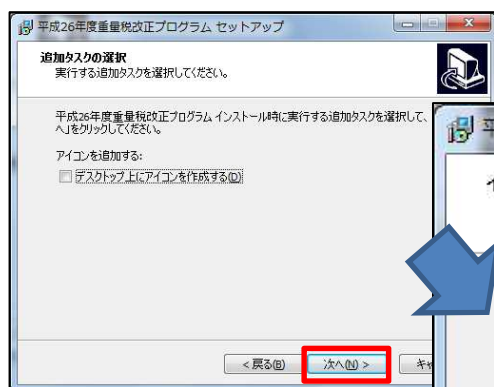 平成26年度重量税改正プログラム セットアップ
追加タスクの選択
実行する追加タスクを選択してください。
平成26年度重量税改正プログラム インストール時に実行する追加タスクを選択して、
へ」をクリックしてください。
アイコンを追加する:
デスクトップ上にアイコンを作成する(D)
< 戻る(B)
次へ(N) >
キャ